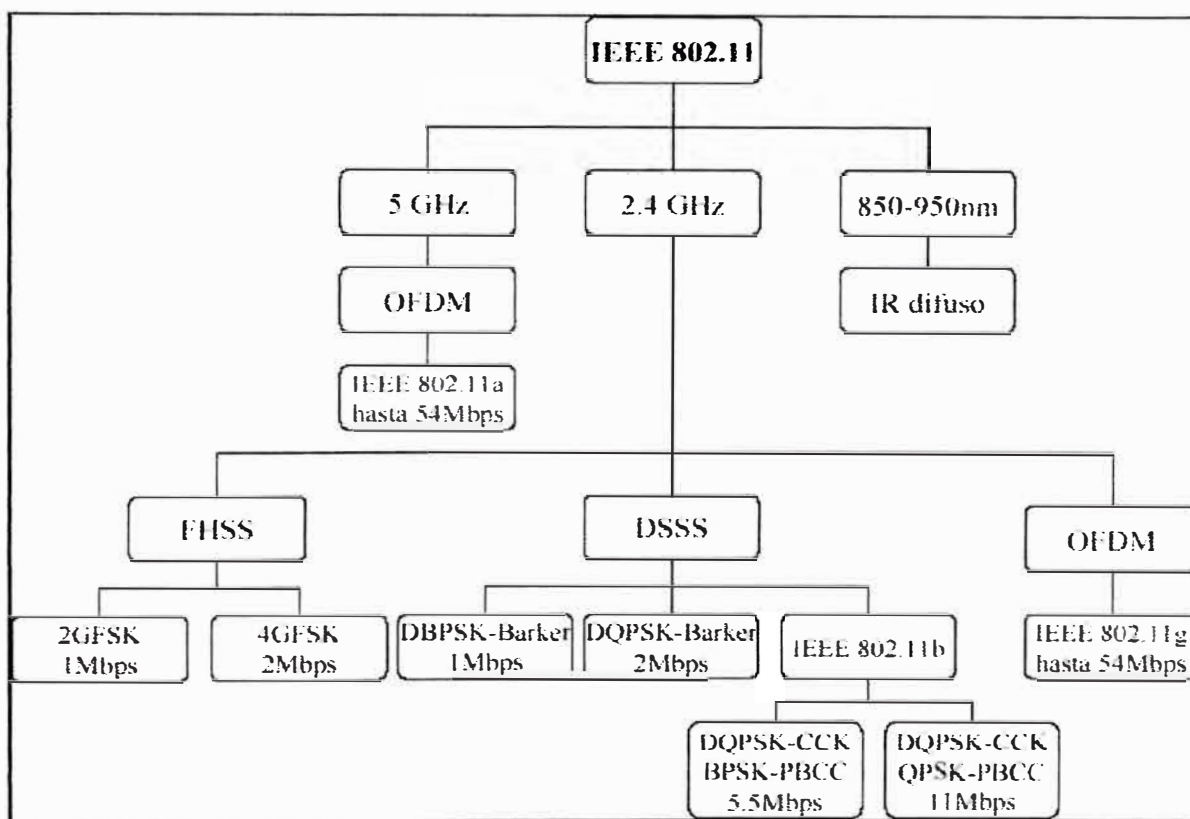 IEEE 802.11
5 GHz
2.4 GHz
850-950nm
OFDM
IR difuso
IEEE 802.11a
hasta 54Mbps
FHSS
DSSS
OFDM
2GFSK
1Mbps
4GFSK
2Mbps
DBPSK-Barker
1Mbps
DQPSK-Barker
2Mbps
IEEE 802.11b
IEEE 802.11g
hasta 54Mbps
DQPSK-CCK
BPSK-PBCC
5.5Mbps
DQPSK-CCK
QPSK-PBCC
11Mbps